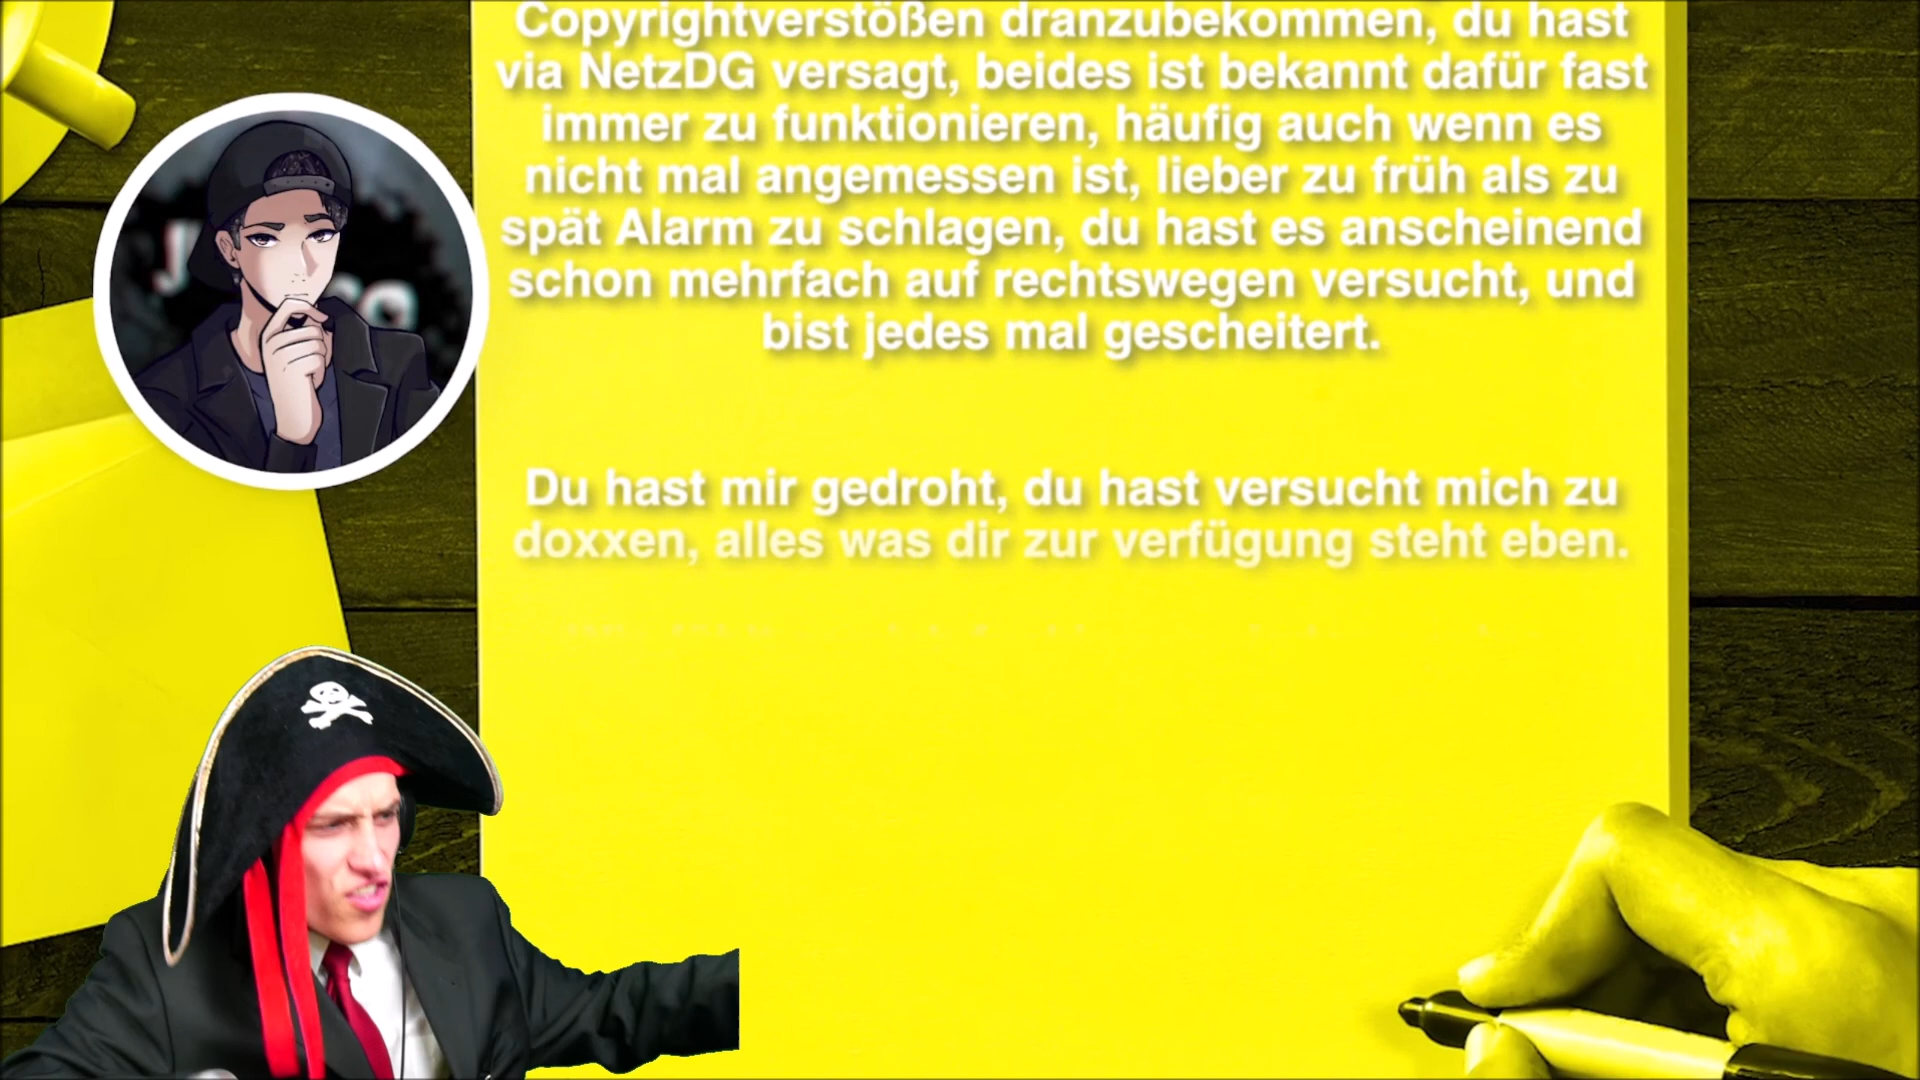 Copyrightverstößen dranzubekommen, du hast
via NetzDG versagt, beides ist bekannt dafür fast
immer zu funktionieren, häufig auch wenn es
nicht mal angemessen ist, lieber zu früh als zu
spät Alarm zu schlagen, du hast es anscheinend
schon mehrfach auf rechtswegen versucht, und
bist jedes mal gescheitert.
Du hast mir gedroht, du hast versucht mich zu
doxxen, alles was dir zur verfügung steht eben.